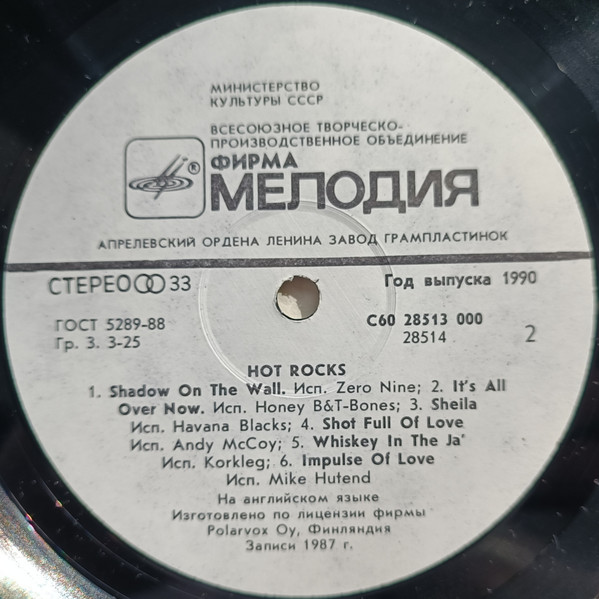 МИНИСТЕРСТВО
КУЛЬТУРЫ СССР
ВСЕСОЮЗНОЕ ТВОРЧЕСКО-
ПРОИЗВОДСТВЕННОЕ ОБЪЕДИНЕНИЕ
®
ФИРМА
МЕЛОДИЯ
АПРЕЛЕВСКИЙ ОРДЕНА ЛЕНИНА ЗАВОД ГРАМПЛАСТИНОК
СТЕРЕО 33
Год выпуска 1990
ГОСТ 5289-88
Гр. 3. 3-25
С60 28513 000
28514
2
HOT ROCKS
1. Shadow On The Wall. Исп. Zero Nine; 2. It's All
Over Now. Исп. Honey B&T-Bones; 3. Sheila
Исп. Havana Blacks; 4. Shot Full Of Love
Исп. Andy McCoy; 5. Whiskey In The Ja'
Исп. Korkleg; 6. Impulse Of Love
Исп. Mike Hutend
На английском языке
Изготовлено по лицензии фирмы
Polarvox Oy, Финляндия
Записи 1987 г.